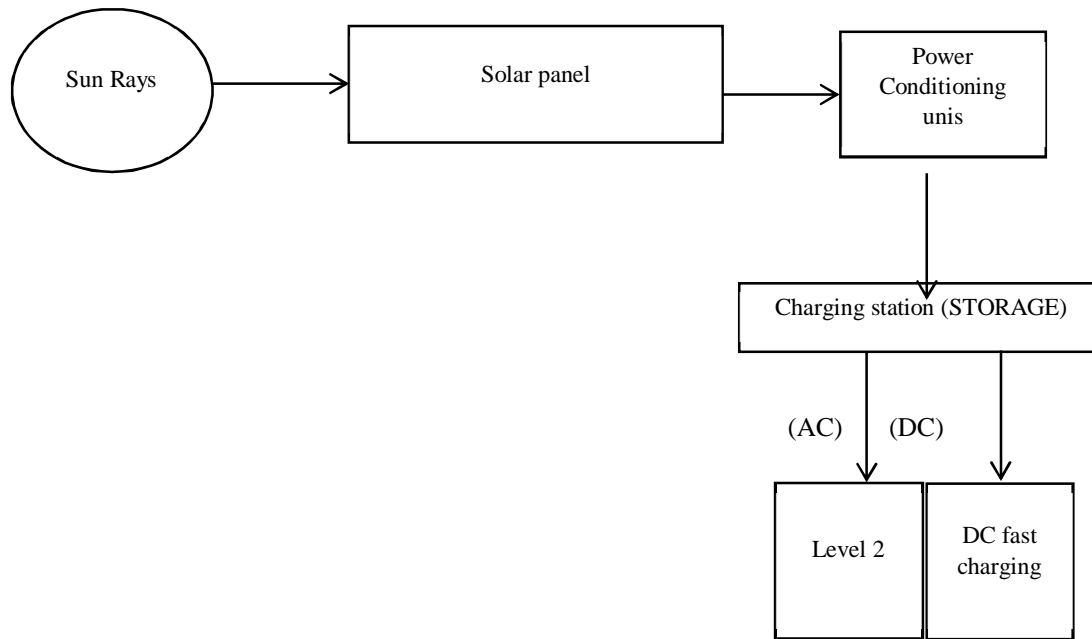 Sun Rays
Solar panel
Power
Conditioning
unis
Charging station (STORAGE)
(AC)
(DC)
Level 2
DC fast
charging